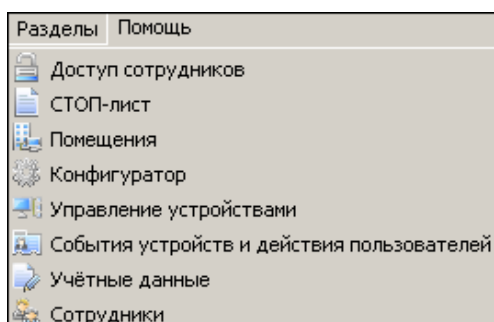 Разделы Помощь
Доступ сотрудников
СТОП-лист
Помещения
Конфигуратор
Управление устройствами
События устройств и действия пользователей
Учётные данные
Сотрудники